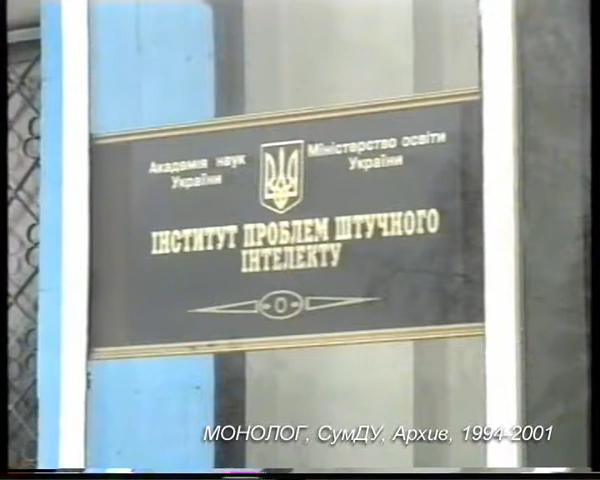 Академія наук
України
Міністерство освіти
України
ІНСТИТУТ ПРОБЛЕМ ШТУЧНОГО
ІНТЕЛЕКТУ
МОНОЛОГ, СумДУ, Архив, 1994-2001